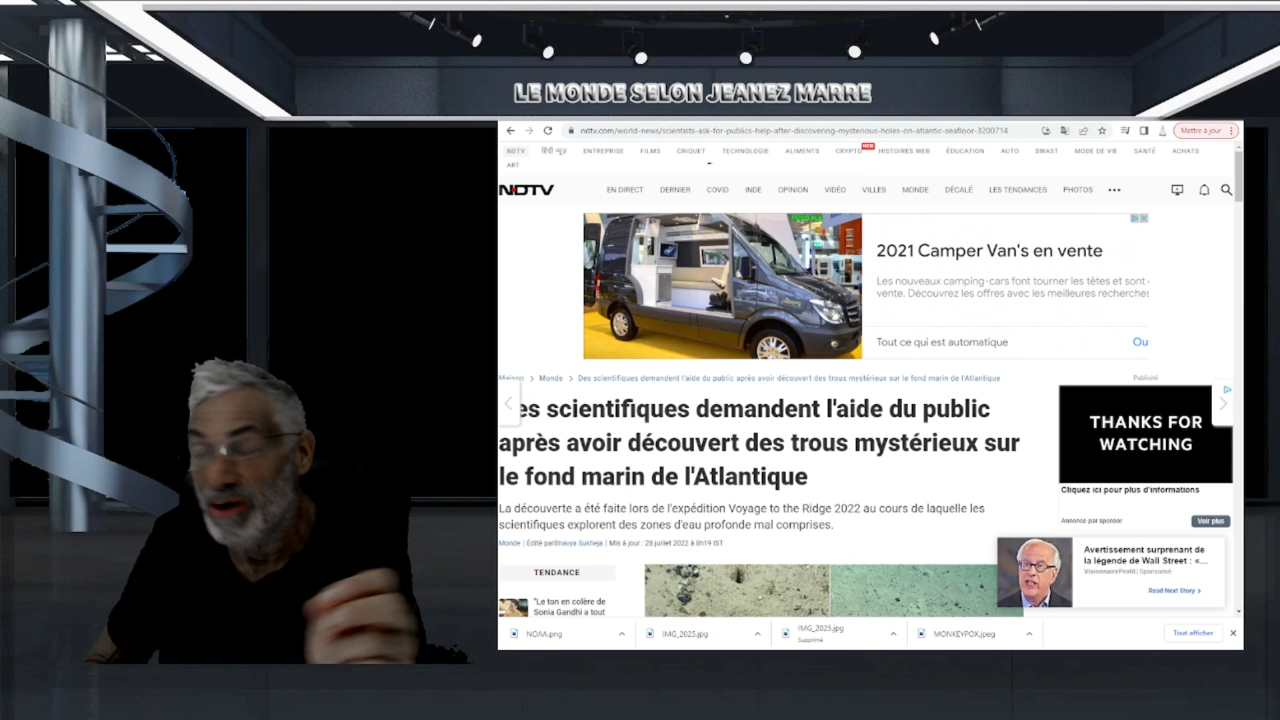 LE MONDE SELON JEANEZ MARRE
ndtv.com/world-news/scientists-ask-for-publics-help-after-discovering-mysterious-holes-on-atlantic-seafloor-3200714
Mettre à jour
NDTV हिंदी न्यूज़ ENTREPRISE FILMS CRIQUET TECHNOLOGIE ALIMENTS CRYPTO NEW HISTOIRES WEB ÉDUCATION AUTO SWAST MODE DE VIE SANTÉ ACHATS
ART
NDTV EN DIRECT DERNIER COVID INDE OPINION VIDÉO VILLES MONDE DÉCALÉ LES TENDANCES PHOTOS
2021 Camper Van's en vente
Les nouveaux camping-cars font tourner les têtes et sont
vente. Découvrez les offres avec les meilleures recherches
Tout ce qui est automatique Ou
Maison > Monde > Des scientifiques demandent l'aide du public après avoir découvert des trous mystérieux sur le fond marin de l'Atlantique
Publicité
es scientifiques demandent l'aide du public
après avoir découvert des trous mystérieux sur
le fond marin de l'Atlantique
THANKS FOR
WATCHING
Cliquez ici pour plus d'informations
La découverte a été faite lors de l'expédition Voyage to the Ridge 2022 au cours de laquelle les
scientifiques explorent des zones d'eau profonde mal comprises.
Annonce par sponsor Voir plus
Monde | Édité parBhavya Sukheja | Mis à jour : 28 juillet 2022 à 8h19 IST
Avertissement surprenant de
la légende de Wall Street : «...
VisionnaireProfit | Sponsorisé
Read Next Story >
TENDANCE
"Le ton en colère de
Sonia Gandhi a tout
NOAA.png
IMG_2025.jpg
IMG_2025.jpg
Supprimé
MONKEYPOX.jpeg
Tout afficher